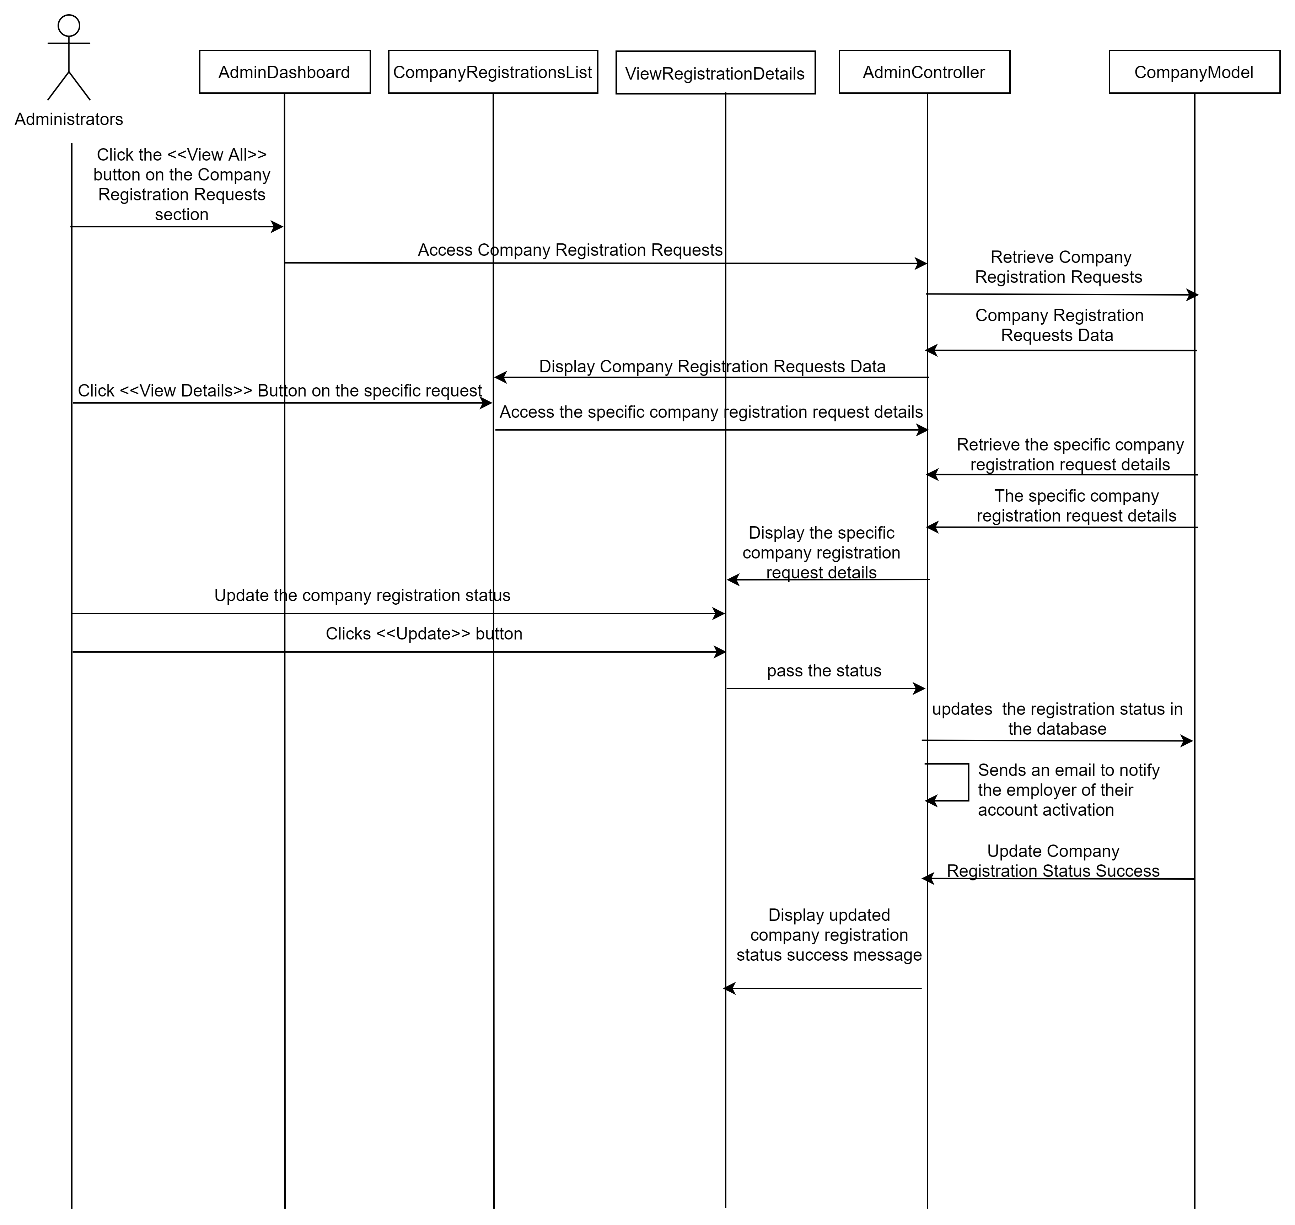 AdminDashboard
CompanyRegistrationsList
ViewRegistrationDetails
AdminController
CompanyModel
Administrators
Click the <<View All>>
button on the Company
Registration Requests
section
Access Company Registration Requests
Retrieve Company
Registration Requests
Company Registration
Requests Data
Display Company Registration Requests Data
Click <<View Details>> Button on the specific request
Access the specific company registration request details
Retrieve the specific company
registration request details
The specific company
registration request details
Display the specific
company registration
request details
Update the company registration status
Clicks <<Update>> button
pass the status
updates  the registration status in
the database
Sends an email to notify
the employer of their
account activation
Update Company
Registration Status Success
Display updated
company registration
status success message